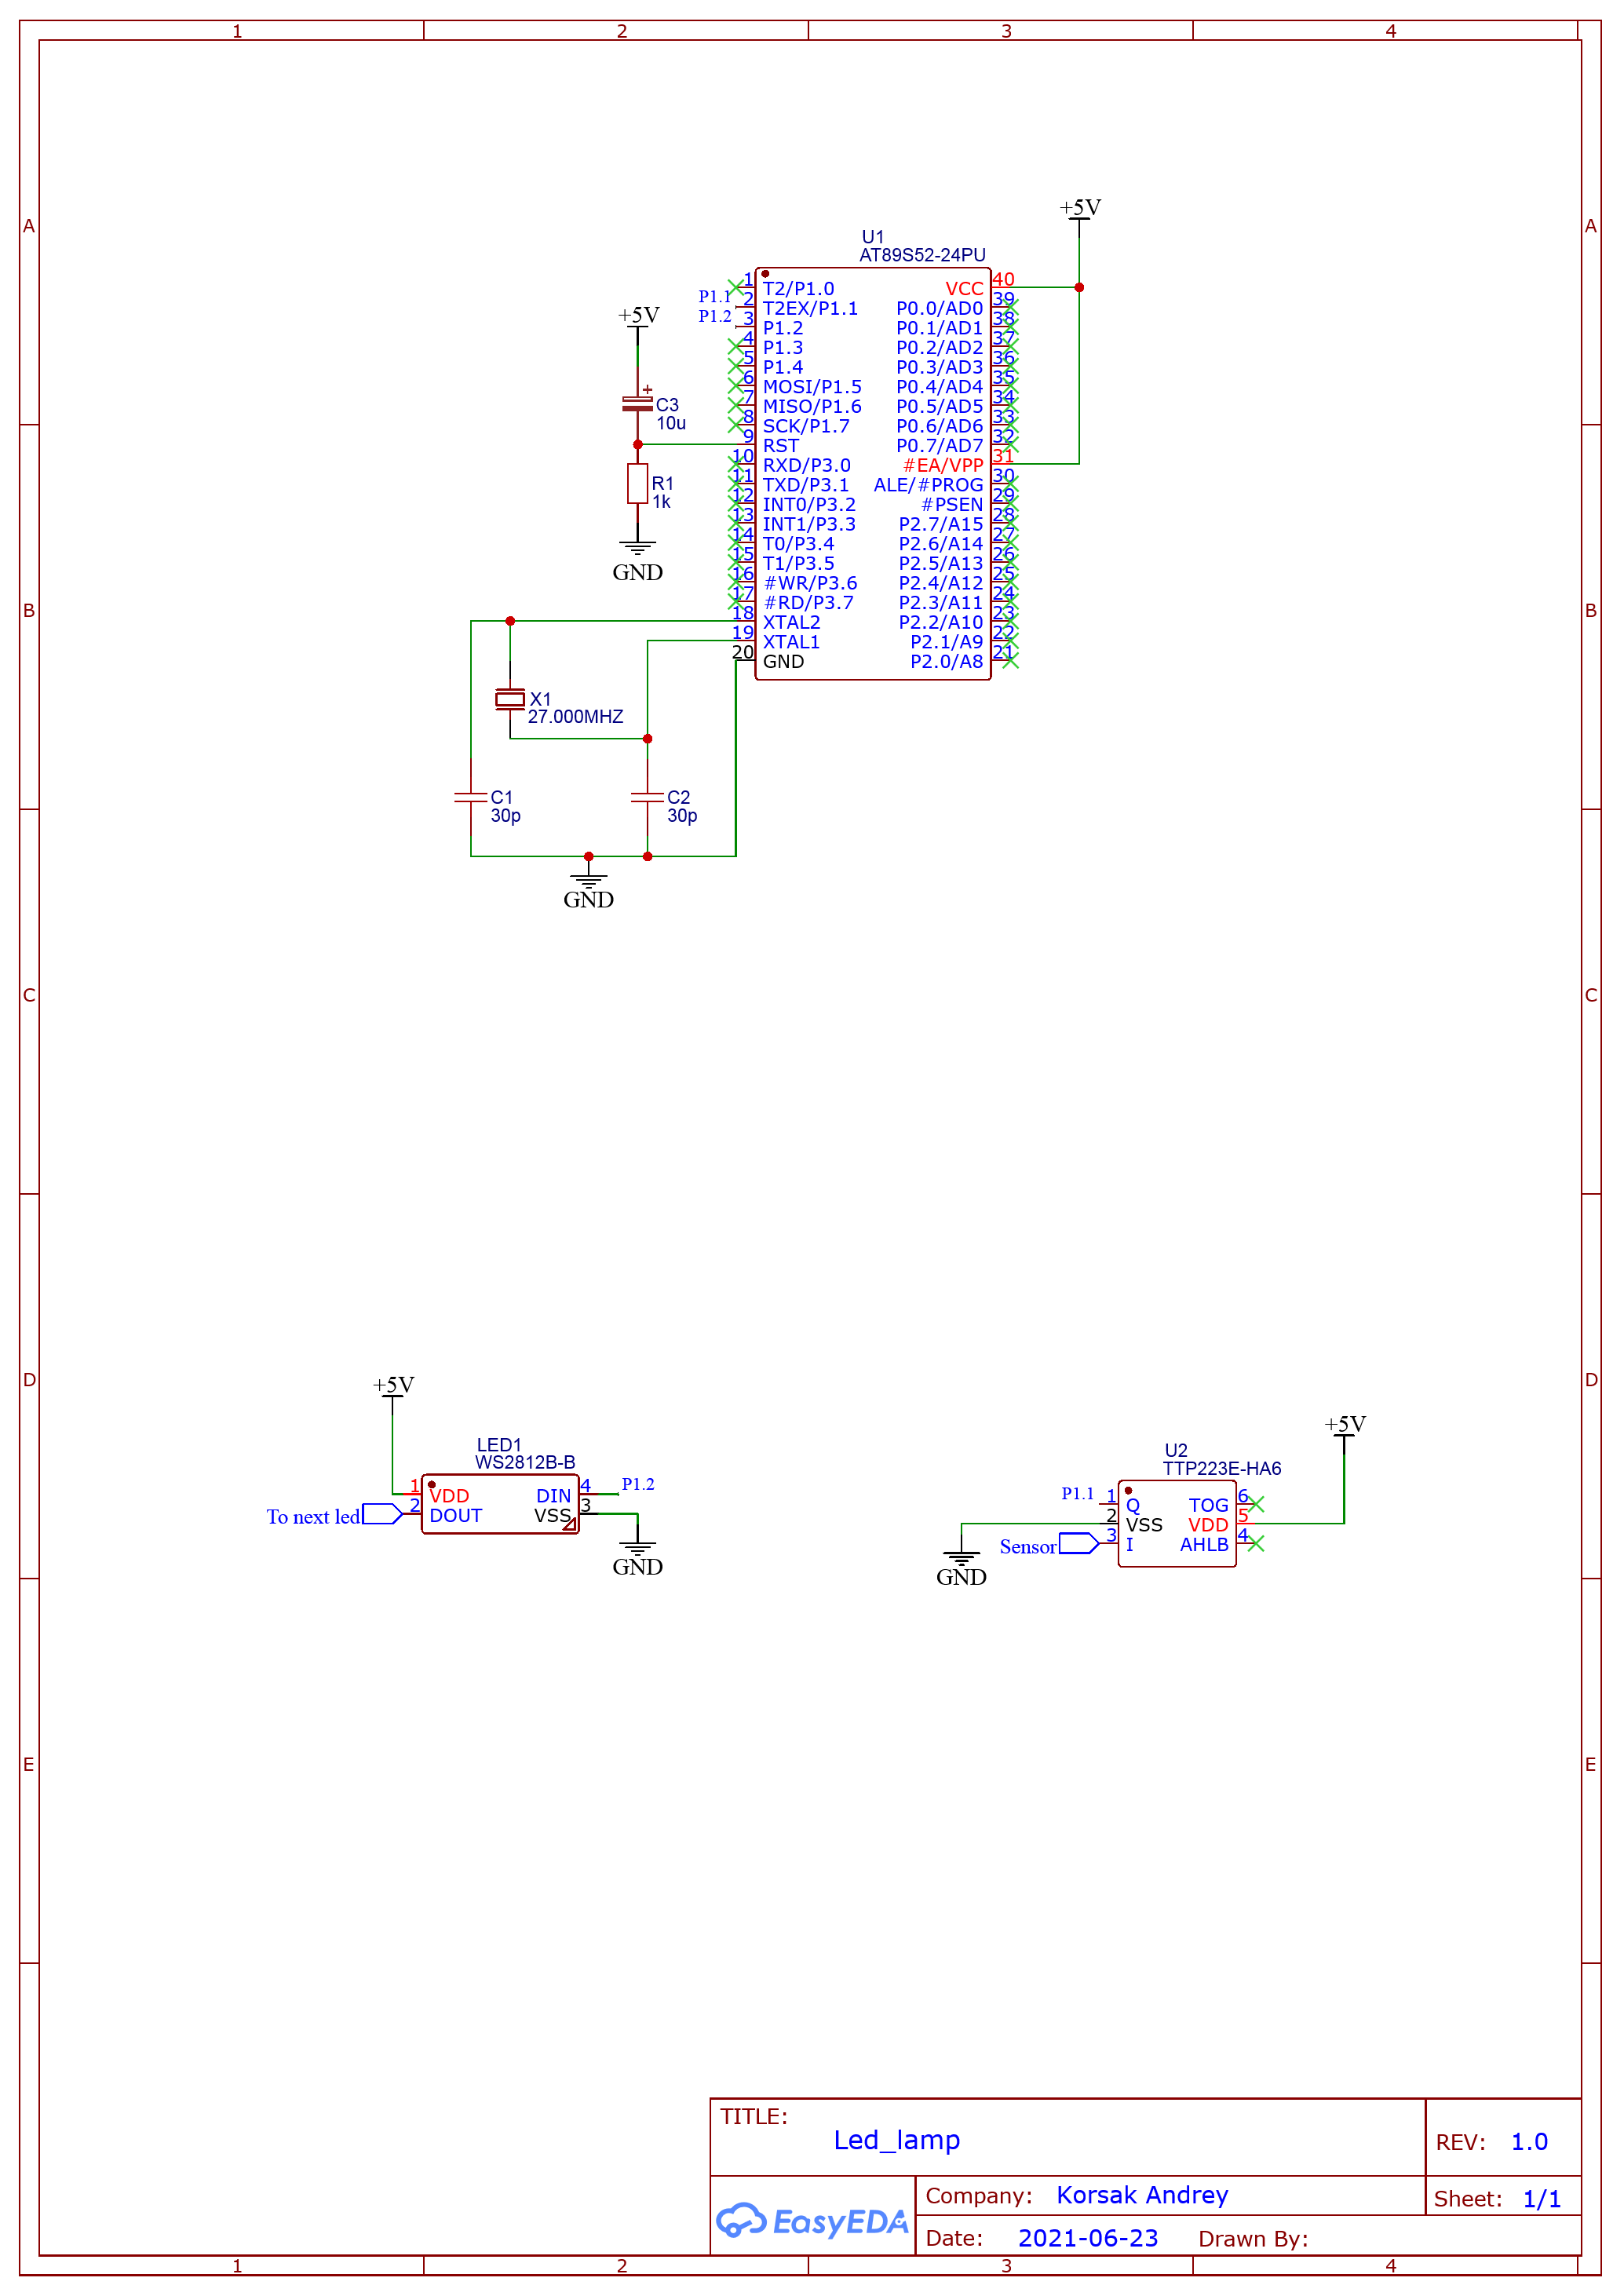 1 2 3 4
A A
B B
C C
D D
E E
+5V
U1
AT89S52-24PU
1 T2/P1.0 VCC 40
P1.1 2 T2EX/P1.1 P0.0/AD0 39
P1.2 3 P1.2 P0.1/AD1 38
4 P1.3 P0.2/AD2 37
5 P1.4 P0.3/AD3 36
6 MOSI/P1.5 P0.4/AD4 35
7 MISO/P1.6 P0.5/AD5 34
8 SCK/P1.7 P0.6/AD6 33
9 RST P0.7/AD7 32
10 RXD/P3.0 #EA/VPP 31
11 TXD/P3.1 ALE/#PROG 30
12 INT0/P3.2 #PSEN 29
13 INT1/P3.3 P2.7/A15 28
14 T0/P3.4 P2.6/A14 27
15 T1/P3.5 P2.5/A13 26
16 #WR/P3.6 P2.4/A12 25
17 #RD/P3.7 P2.3/A11 24
18 XTAL2 P2.2/A10 23
19 XTAL1 P2.1/A9 22
20 GND P2.0/A8 21
+5V
+
C3
10u
R1
1k
GND
X1
27.000MHZ
C1
30p
C2
30p
GND
+5V
LED1
WS2812B-B
1 VDD DIN 4 P1.2
To next led 2 DOUT VSS 3
GND
+5V
U2
TTP223E-HA6
P1.1 1 Q TOG 6
2 VSS VDD 5
Sensor 3 I AHLB 4
GND
TITLE:
Led_lamp
REV: 1.0
EasyEDA
Company: Korsak Andrey
Sheet: 1/1
Date: 2021-06-23 Drawn By:
1 2 3 4